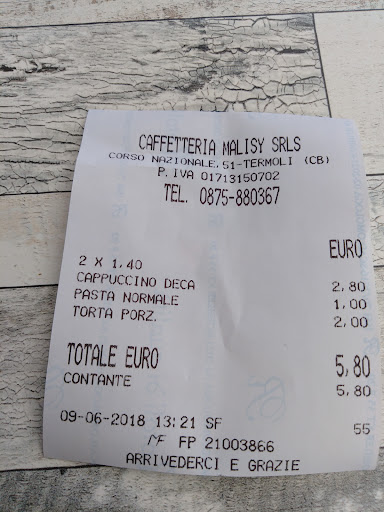 CAFFETTERIA MALISY SRLS
CORSO NAZIONALE,51-TERMOLI (CB)
P.IVA 01713150702
TEL. 0875-880367
EURO
2 X 1,40
CAPPUCCINO DECA 2,80
PASTA NORMALE 1,00
TORTA PORZ. 2,00
TOTALE EURO 5,80
CONTANTE 5,80
09-06-2018 13:21 SF 55
MF FP 21003866
ARRIVEDERCI E GRAZIE